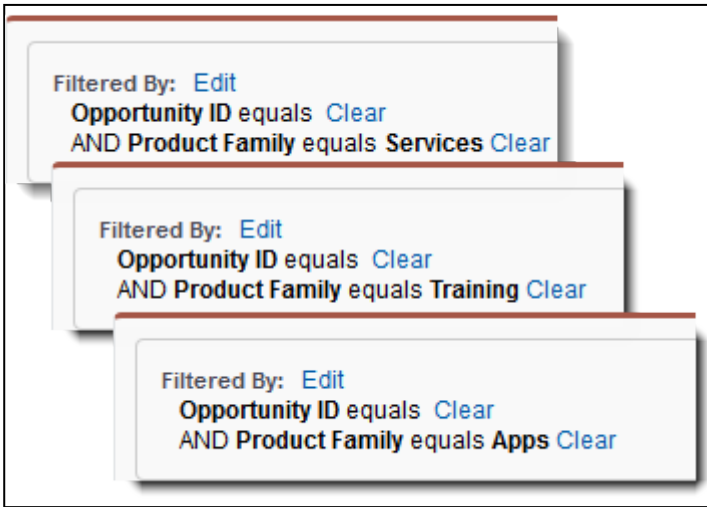 Filtered By: Edit
Opportunity ID equals Clear
AND Product Family equals Services Clear
Filtered By: Edit
Opportunity ID equals Clear
AND Product Family equals Training Clear
Filtered By: Edit
Opportunity ID equals Clear
AND Product Family equals Apps Clear